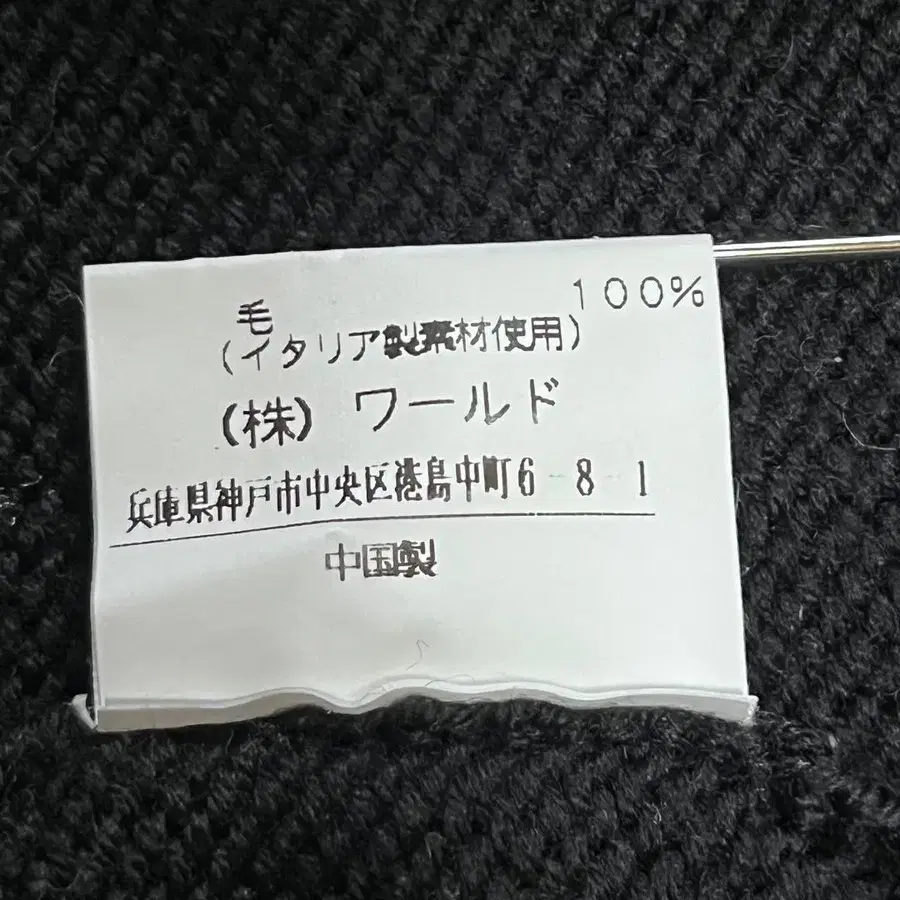 毛 100%
(イタリア製素材使用)
(株) ワールド
兵庫県神戸市中央区港島中町6-8-1
中国製